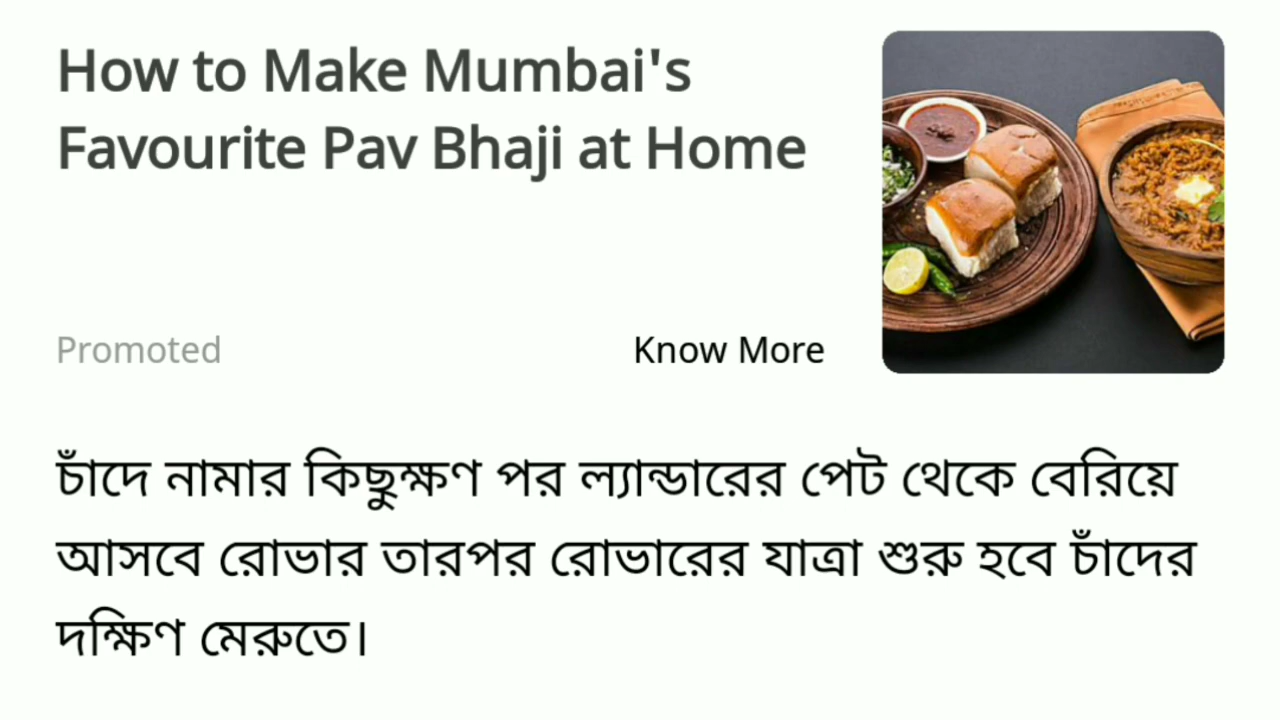 How to Make Mumbai's
Favourite Pav Bhaji at Home
Promoted
Know More
চাঁদে নামার কিছুক্ষণ পর ল্যান্ডারের পেট থেকে বেরিয়ে
আসবে রোভার তারপর রোভারের যাত্রা শুরু হবে চাঁদের
দক্ষিণ মেরুতে।